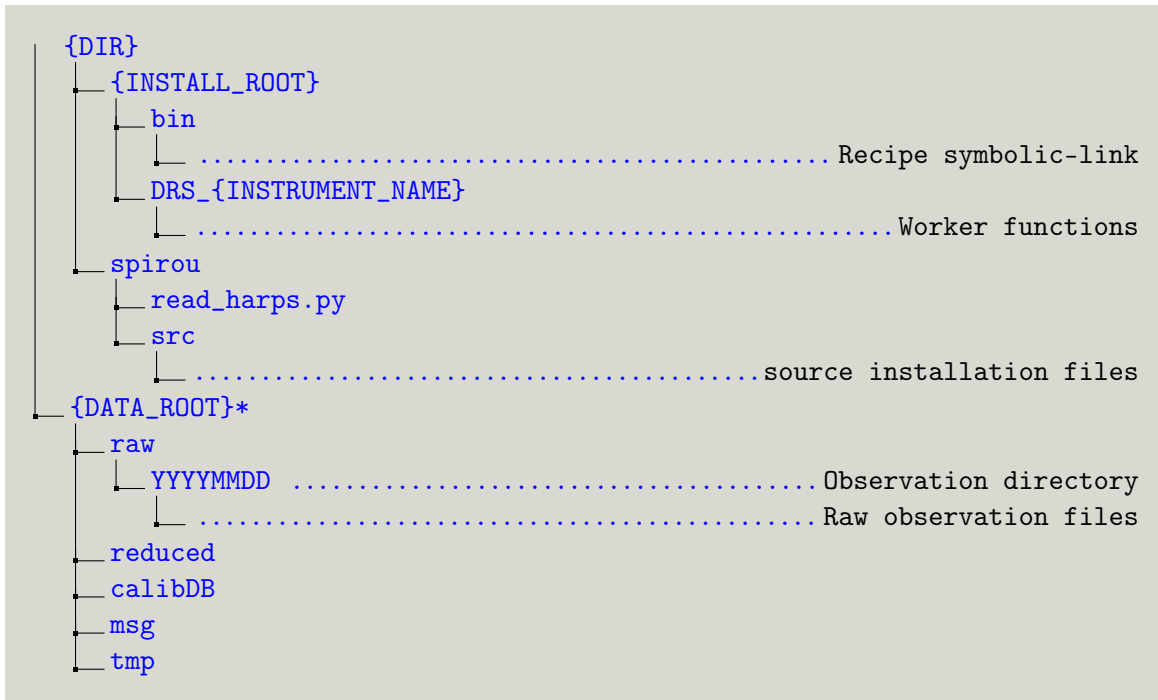 {DIR}
{INSTALL_ROOT}
bin
................................................ Recipe symbolic-link
DRS_{INSTRUMENT_NAME}
..................................................... Worker functions
spirou
read_harps.py
src
........................................... source installation files
{DATA_ROOT}*
raw
YYYYMMDD ........................................ Observation directory
............................................... Raw observation files
reduced
calibDB
msg
tmp